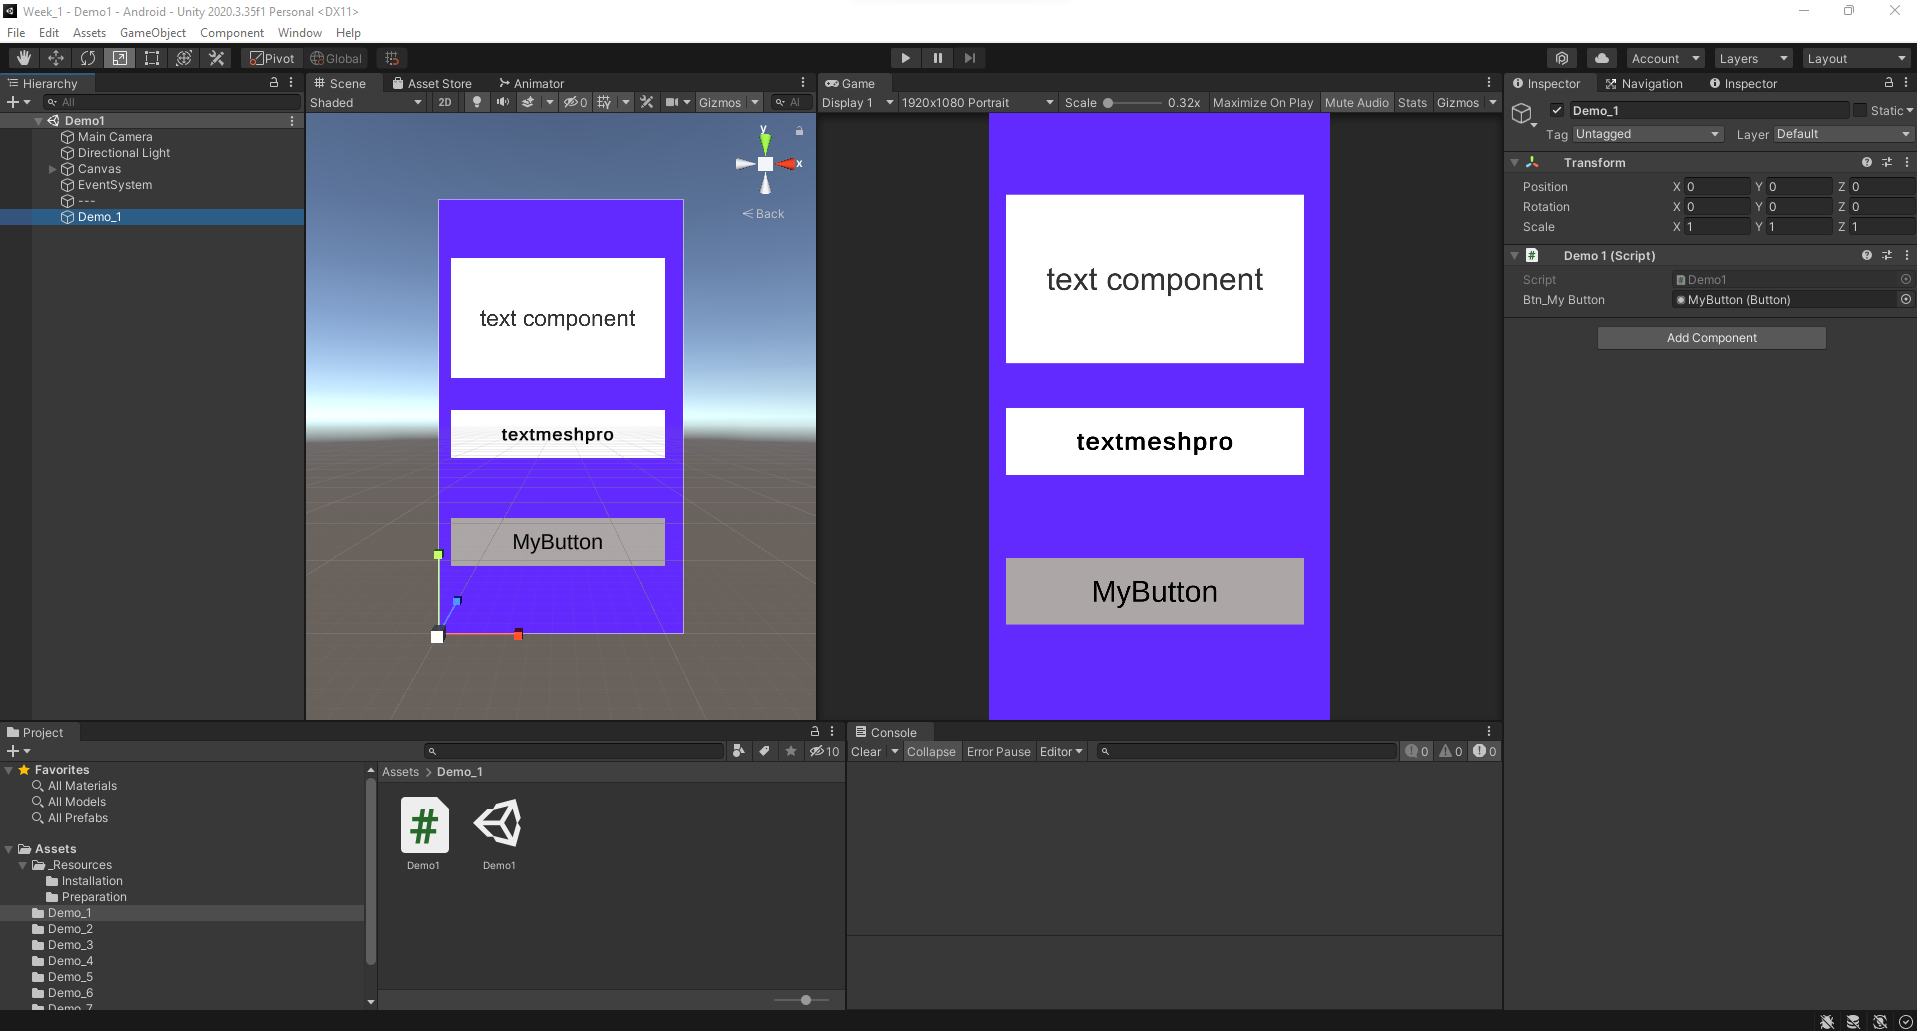 Week_1 - Demo1 - Android - Unity 2020.3.35f1 Personal <DX11>
File Edit Assets GameObject Component Window Help
Pivot Global
Account Layers Layout
Hierarchy
All
Demo1
Main Camera
Directional Light
Canvas
EventSystem
---
Demo_1
Scene Asset Store Animator
Shaded 2D 0 Gizmos Al
y
x
Back
text component
textmeshpro
MyButton
Game
Display 1 1920x1080 Portrait Scale 0.32x Maximize On Play Mute Audio Stats Gizmos
text component
textmeshpro
MyButton
Inspector Navigation Inspector
Demo_1 Static
Tag Untagged Layer Default
Transform
Position X 0 Y 0 Z 0
Rotation X 0 Y 0 Z 0
Scale X 1 Y 1 Z 1
# Demo 1 (Script)
Script Demo1
Btn_My Button MyButton (Button)
Add Component
Project
10
Favorites
All Materials
All Models
All Prefabs
Assets
_Resources
Installation
Preparation
Demo_1
Demo_2
Demo_3
Demo_4
Demo_5
Demo_6
Demo_7
Assets > Demo_1
#
Demo1 Demo1
Console
Clear Collapse Error Pause Editor 0 0 0